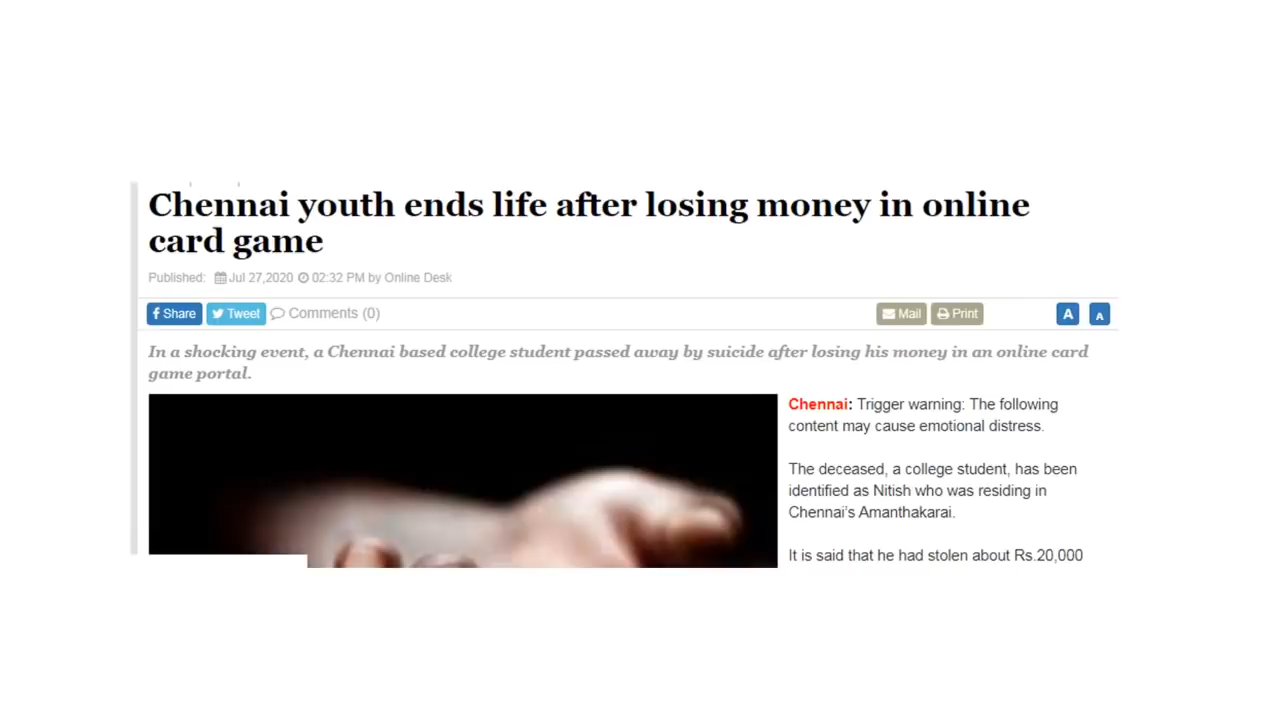 Chennai youth ends life after losing money in online
card game
Published: Jul 27,2020 02:32 PM by Online Desk
Share Tweet Comments (0) Mail Print A A
In a shocking event, a Chennai based college student passed away by suicide after losing his money in an online card
game portal.
Chennai: Trigger warning: The following
content may cause emotional distress.
The deceased, a college student, has been
identified as Nitish who was residing in
Chennai's Amanthakarai.
It is said that he had stolen about Rs.20,000